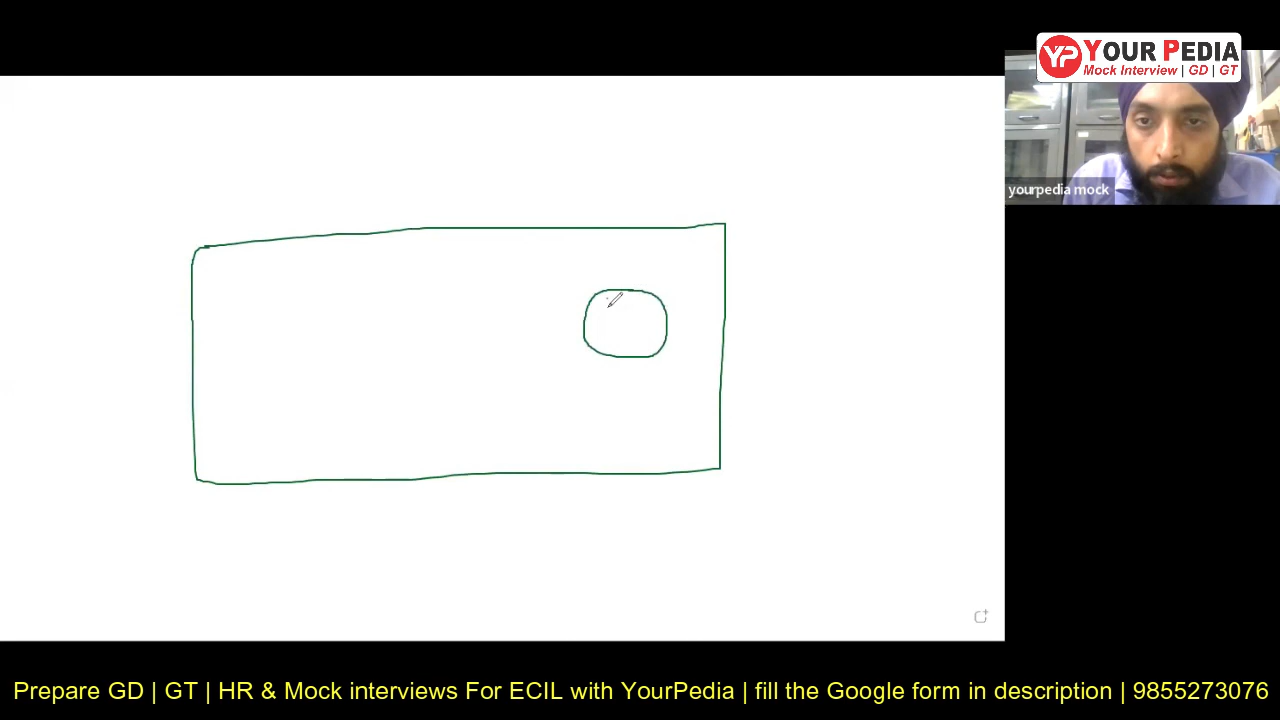 YOUR PEDIA
YP
Mock Interview | GD | GT
yourpedia mock
Prepare GD | GT | HR & Mock interviews For ECIL with YourPedia | fill the Google form in description | 9855273076